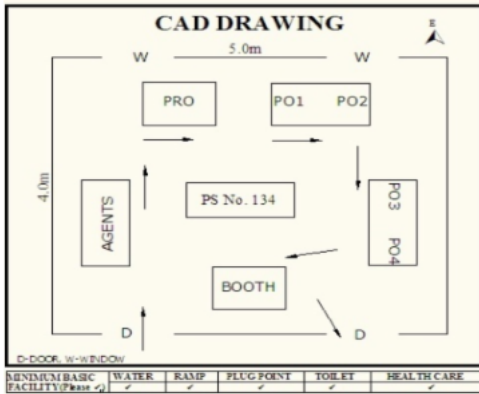 CAD DRAWING
E
W 5.0m W
PRO
PO1 PO2
4.0m
AGENTS
PS No. 134
PO3
PO4
BOOTH
D D
D-DOOR, W-WINDOW
MINIMUM BASIC WATER RAMP PLUG POINT TOILET HEALTH CARE
FACILITY(Please ✓) ✓ ✓ ✓ ✓ ✓